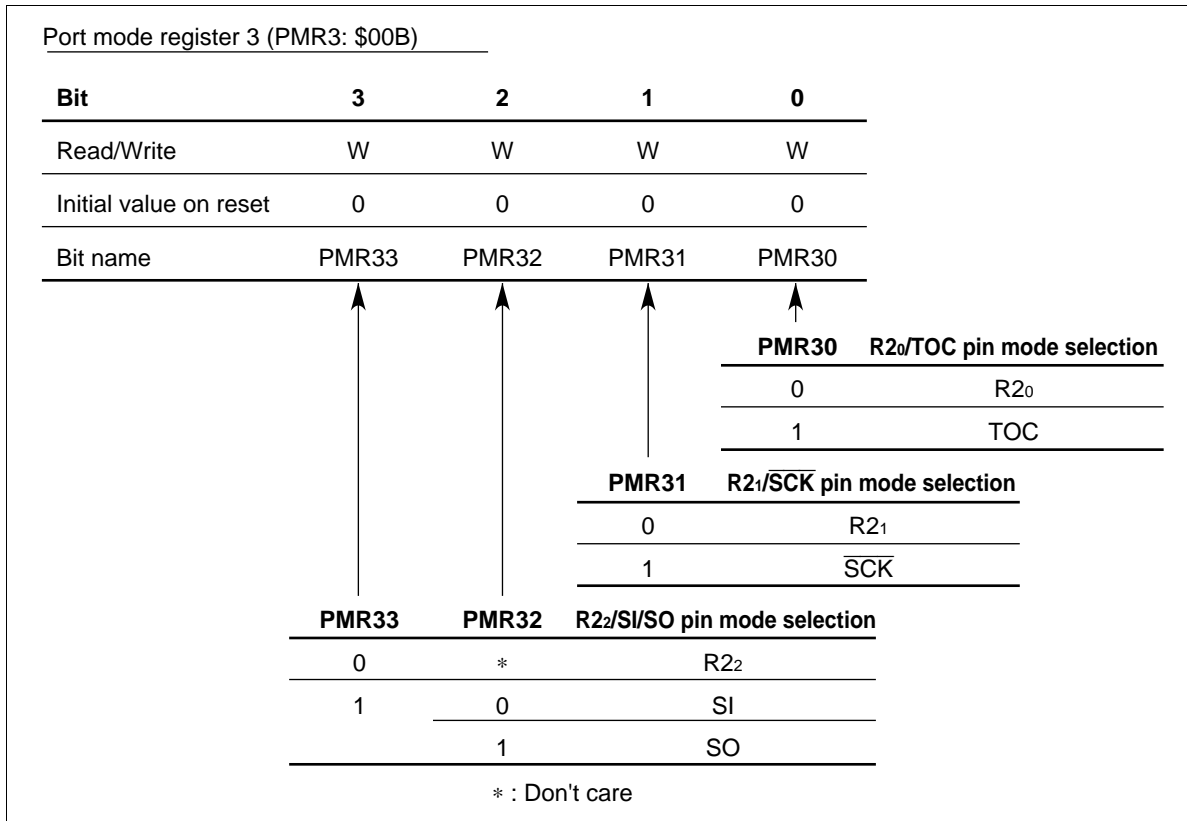 Port mode register 3 (PMR3: $00B)
Bit 3 2 1 0
Read/Write W W W W
Initial value on reset 0 0 0 0
Bit name PMR33 PMR32 PMR31 PMR30
PMR30 R20/TOC pin mode selection
0 R20
1 TOC
PMR31 R21/S̅C̅K̅ pin mode selection
0 R21
1 S̅C̅K̅
PMR33 PMR32 R22/SI/SO pin mode selection
0 * R22
1 0 SI
1 SO
* : Don't care